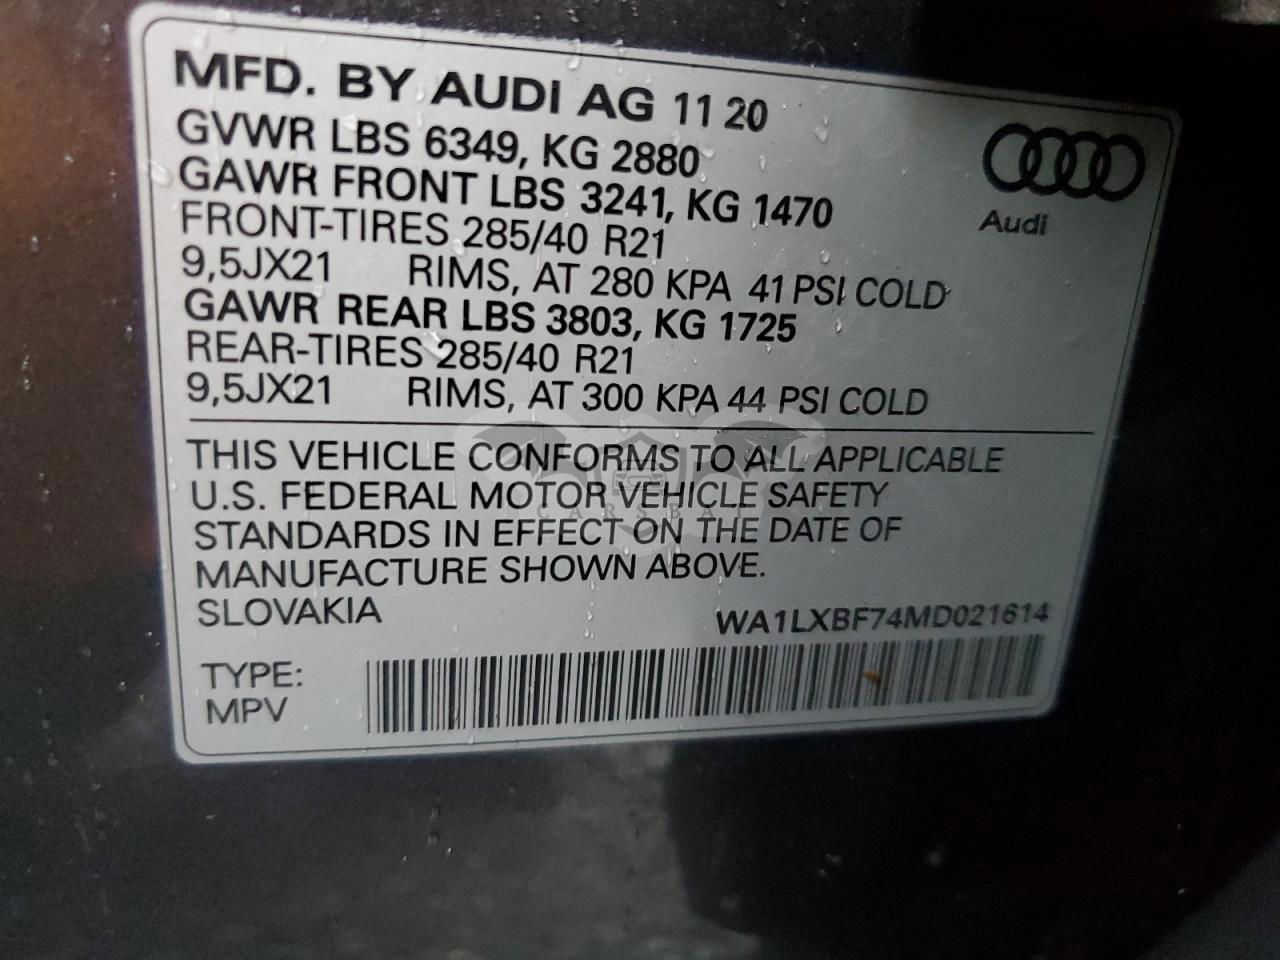 MFD. BY AUDI AG 11 20
GVWR LBS 6349, KG 2880
GAWR FRONT LBS 3241, KG 1470
FRONT-TIRES 285/40 R21
9,5JX21 RIMS, AT 280 KPA 41 PSI COLD
GAWR REAR LBS 3803, KG 1725
REAR-TIRES 285/40 R21
9,5JX21 RIMS, AT 300 KPA 44 PSI COLD
Audi
THIS VEHICLE CONFORMS TO ALL APPLICABLE
U.S. FEDERAL MOTOR VEHICLE SAFETY
STANDARDS IN EFFECT ON THE DATE OF
MANUFACTURE SHOWN ABOVE.
SLOVAKIA WA1LXBF74MD021614
TYPE:
MPV
CARSBAT